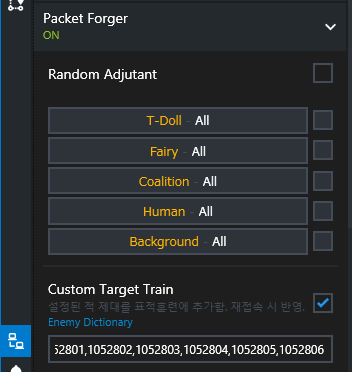 Packet Forger
ON
Random Adjutant
T-Doll - All
Fairy - All
Coalition - All
Human - All
Background - All
Custom Target Train
설정된 적 제대를 표적훈련에 추가함. 재접속 시 반영.
Enemy Dictionary
52801,1052802,1052803,1052804,1052805,1052806